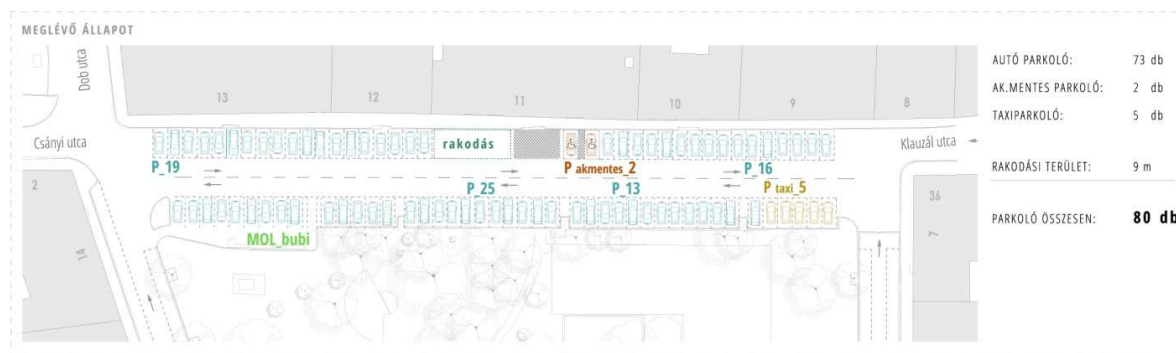 MEGLÉVŐ ÁLLAPOT
Dob utca
Csányi utca
13
12
11
10
9
8
Klauzál utca
rakodás
P_19
P akmentes_2
P_16
P_25
P_13
P taxi_5
MOL_bubi
2
14
36
7
AUTÓ PARKOLÓ: 73 db
AK.MENTES PARKOLÓ: 2 db
TAXIPARKOLÓ: 5 db
RAKODÁSI TERÜLET: 9 m
PARKOLÓ ÖSSZESEN: 80 db